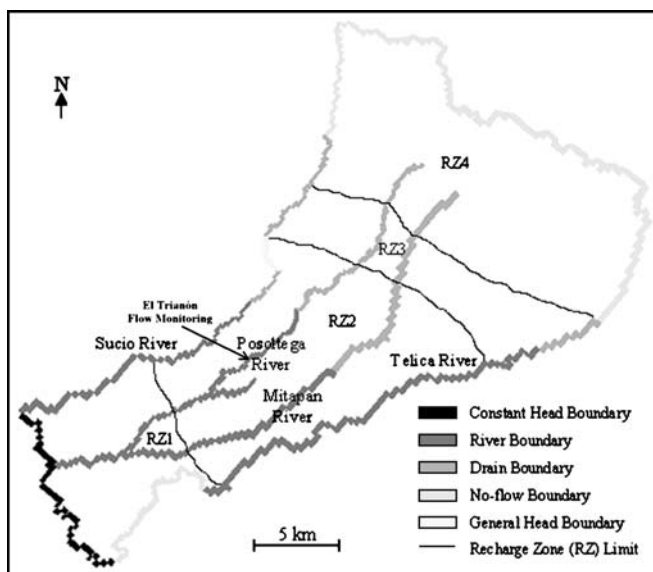 N
RZ4
RZ3
El Trianón
Flow Monitoring
RZ2
Sucio River
Posoltega
River
Telica River
Mitapán
River
RZ1
5 km
Constant Head Boundary
River Boundary
Drain Boundary
No-flow Boundary
General Head Boundary
Recharge Zone (RZ) Limit